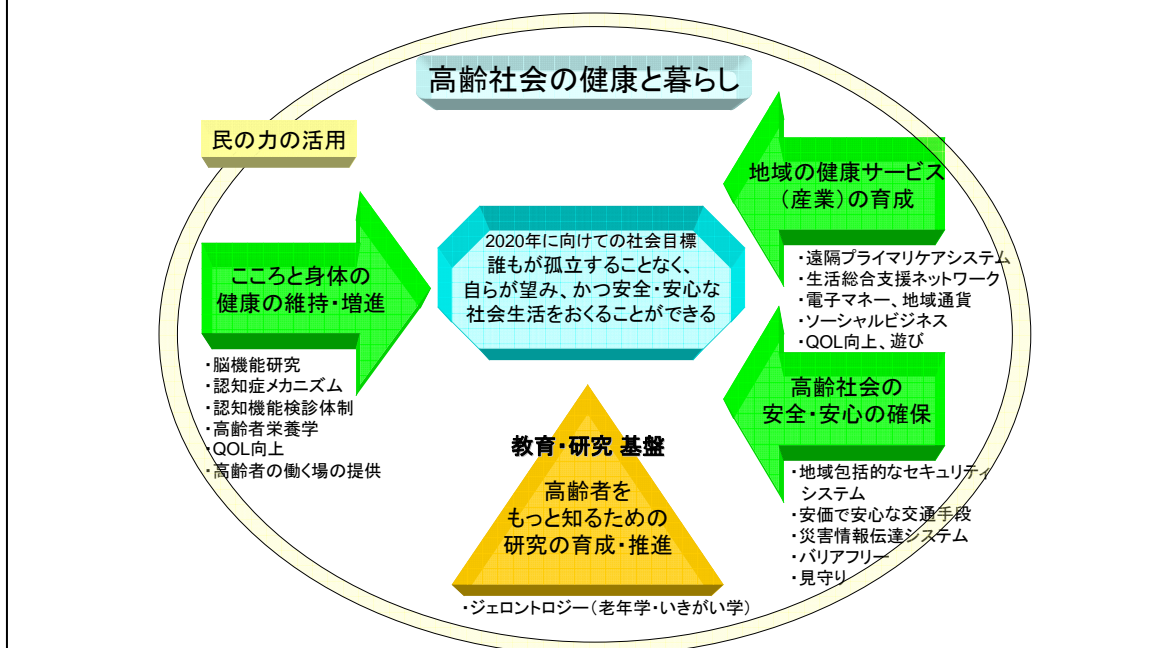 高齢社会の健康と暮らし
民の力の活用
こころと身体の
健康の維持・増進
・脳機能研究
・認知症メカニズム
・認知機能検診体制
・高齢者栄養学
・QOL向上
・高齢者の働く場の提供
2020年に向けての社会目標
誰もが孤立することなく、
自らが望み、かつ安全・安心な
社会生活をおくることができる
地域の健康サービス
（産業）の育成
・遠隔プライマリケアシステム
・生活総合支援ネットワーク
・電子マネー、地域通貨
・ソーシャルビジネス
・QOL向上、遊び
高齢社会の
安全・安心の確保
・地域包括的なセキュリティ
システム
・安価で安心な交通手段
・災害情報伝達システム
・バリアフリー
・見守り
教育・研究 基盤
高齢者を
もっと知るための
研究の育成・推進
・ジェロントロジー（老年学・いきがい学）